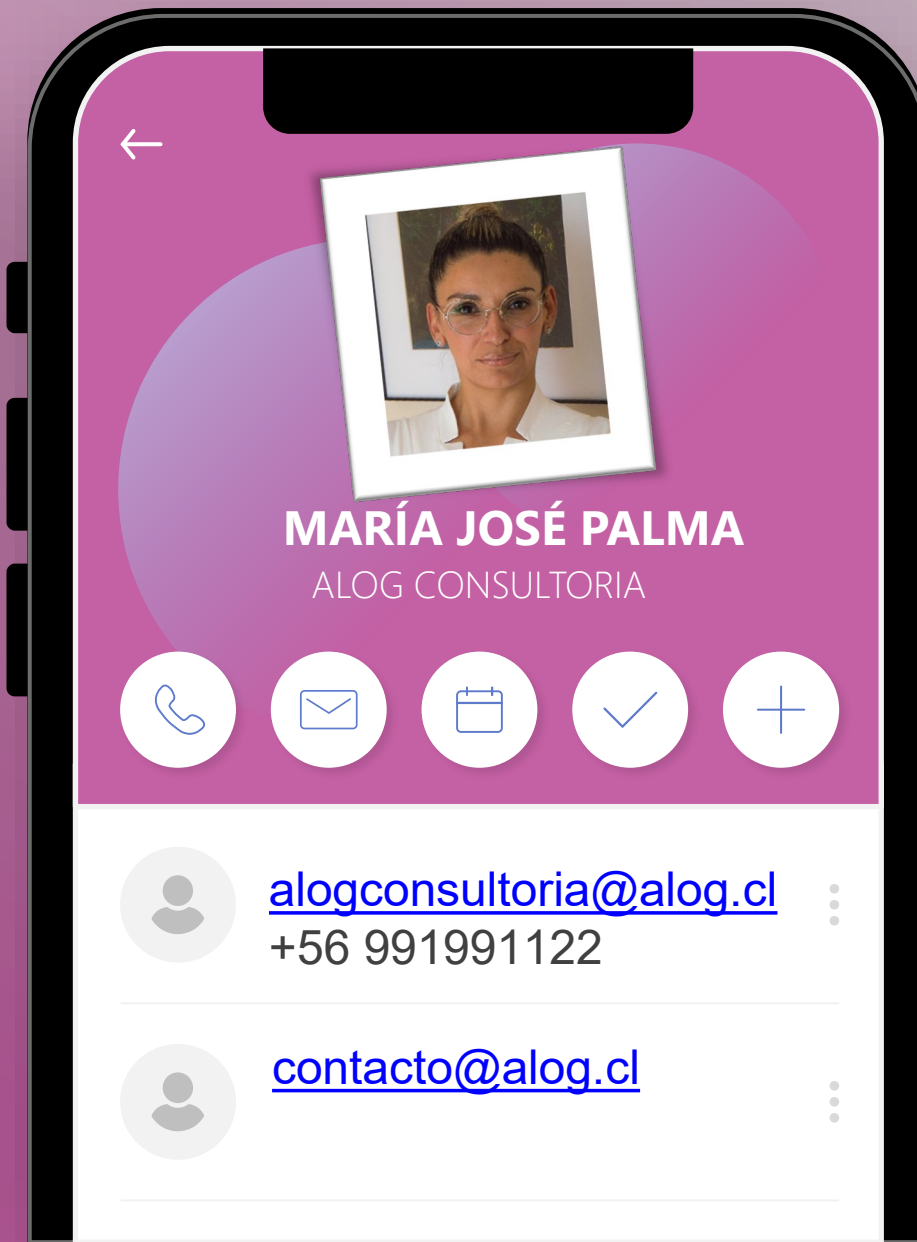 MARÍA JOSÉ PALMA
ALOG CONSULTORIA
alogconsultoria@alog.cl
+56 991991122
contacto@alog.cl